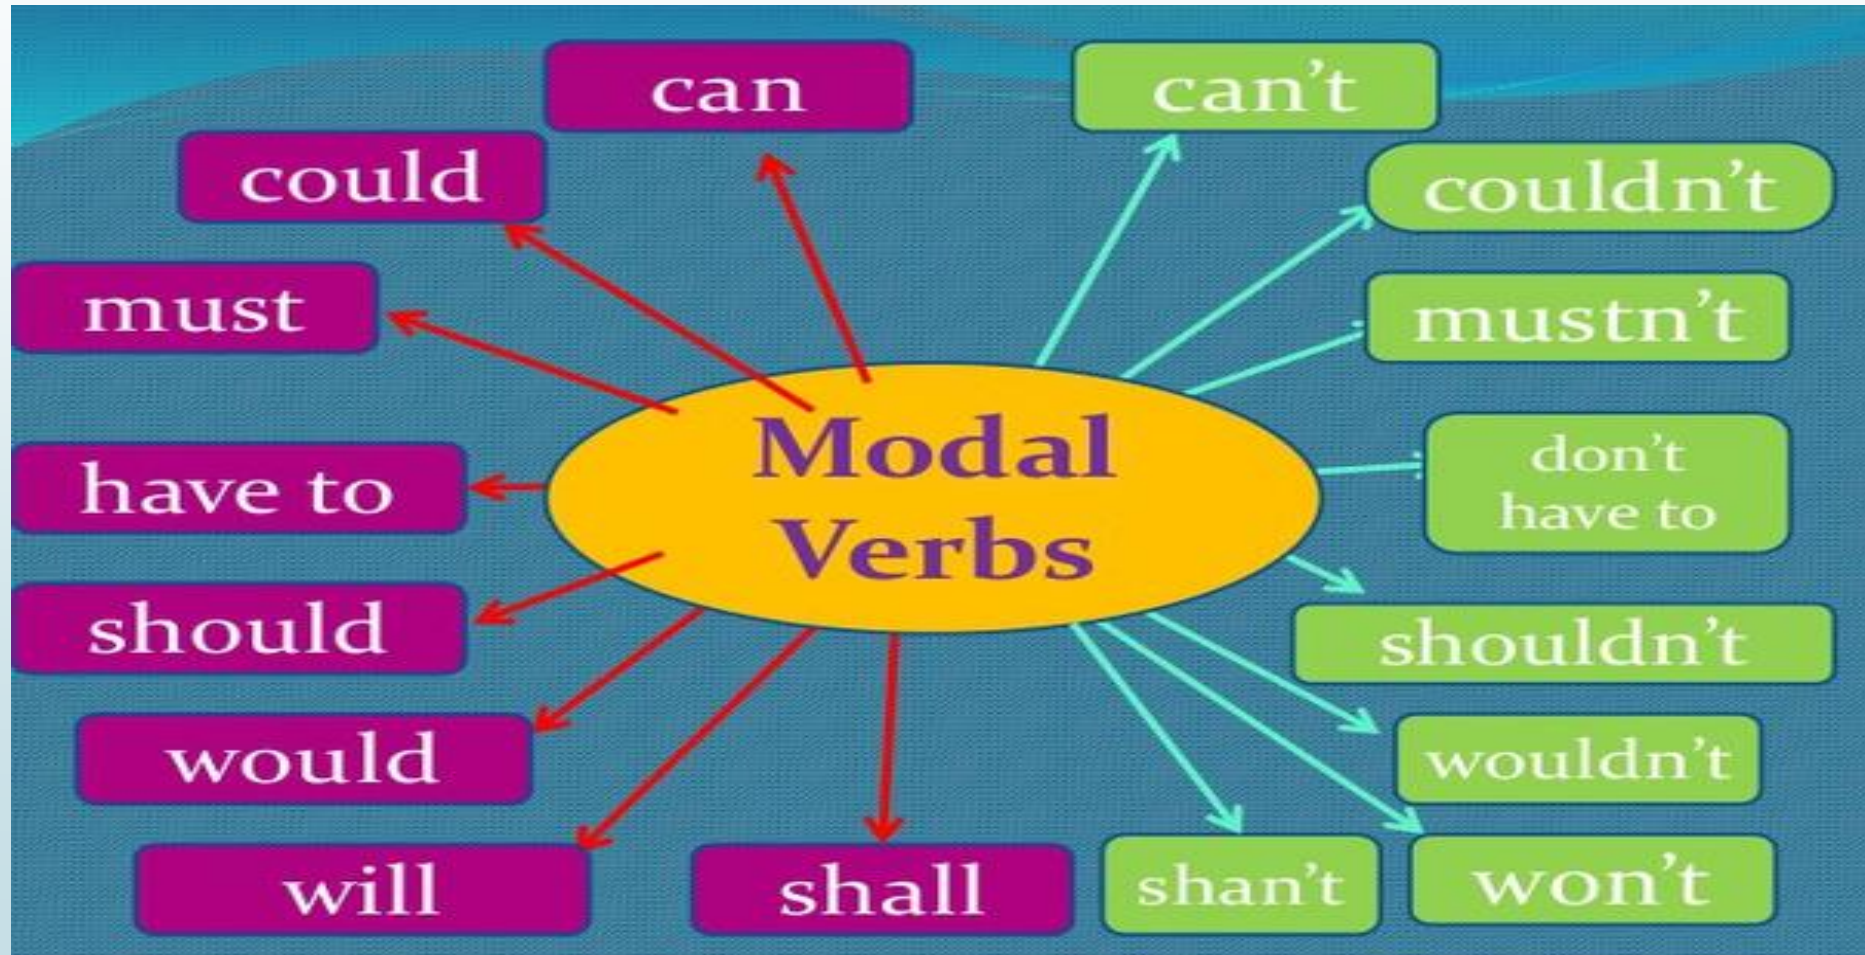 can
can't
could
couldn't
must
mustn't
Modal
Verbs
have to
don't
have to
should
shouldn't
would
wouldn't
will
shall
shan't
won't